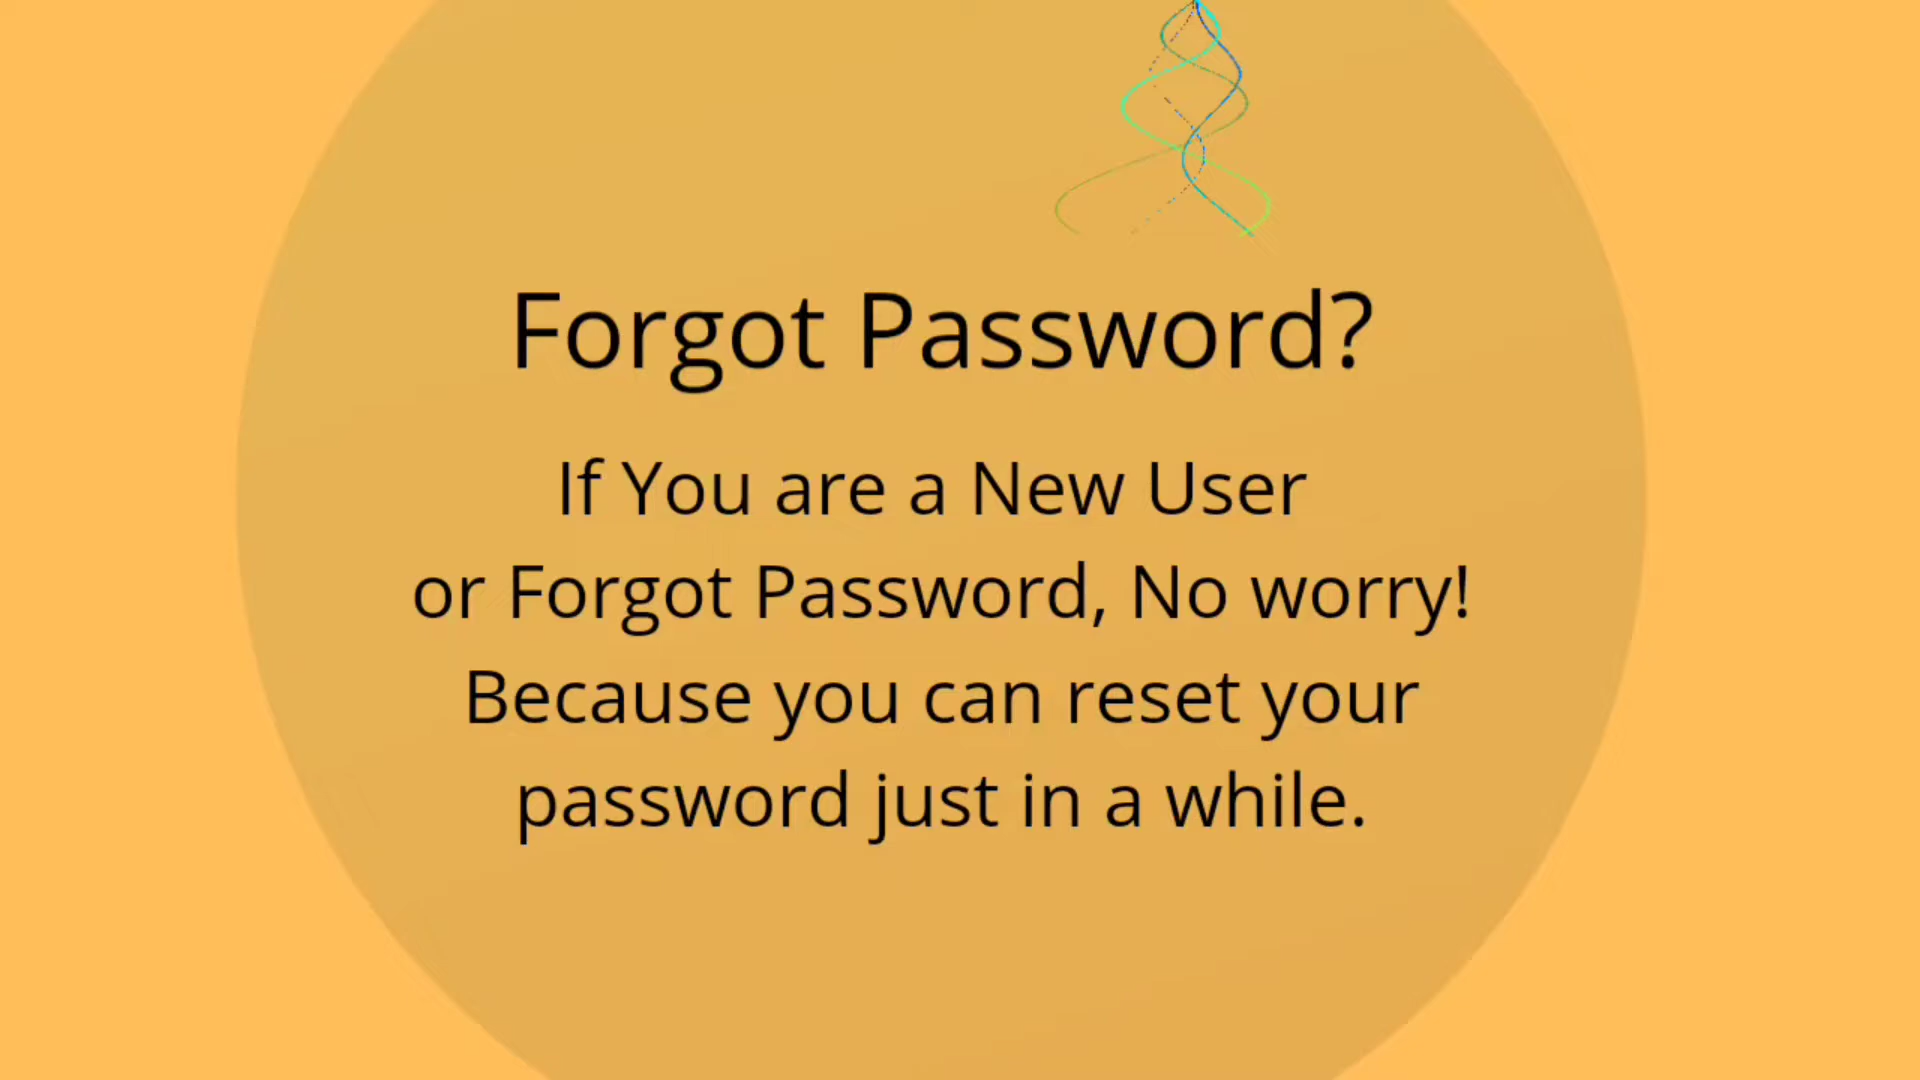 Forgot Password?
If You are a New User
or Forgot Password, No worry!
Because you can reset your
password just in a while.